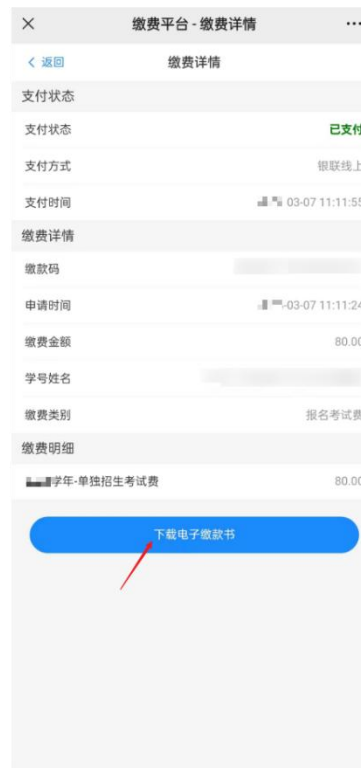 缴费平台 - 缴费详情
返回 缴费详情
支付状态
支付状态 已支付
支付方式 银联线上
支付时间 03-07 11:11:55
缴费详情
缴款码
申请时间 -03-07 11:11:24
缴费金额 80.00
学号姓名
缴费类别 报名考试费
缴费明细
学年-单独招生考试费 80.00
下载电子缴款书